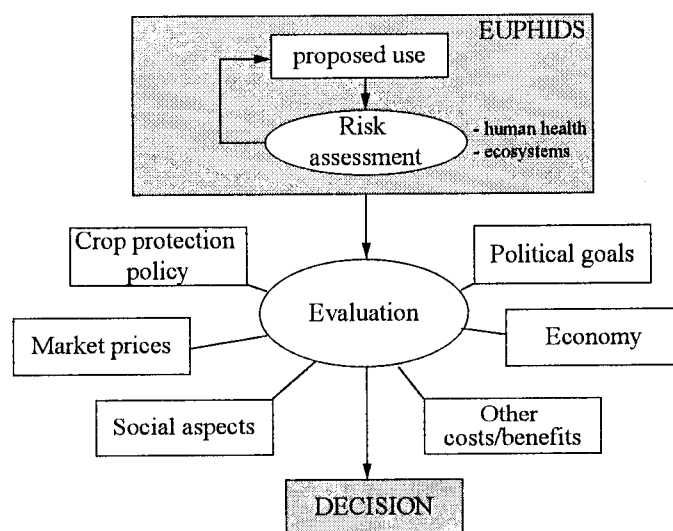 EUPHIDS
proposed use
Risk
assessment
- human health
- ecosystems
Crop protection
policy
Political goals
Evaluation
Market prices
Economy
Social aspects
Other
costs/benefits
DECISION